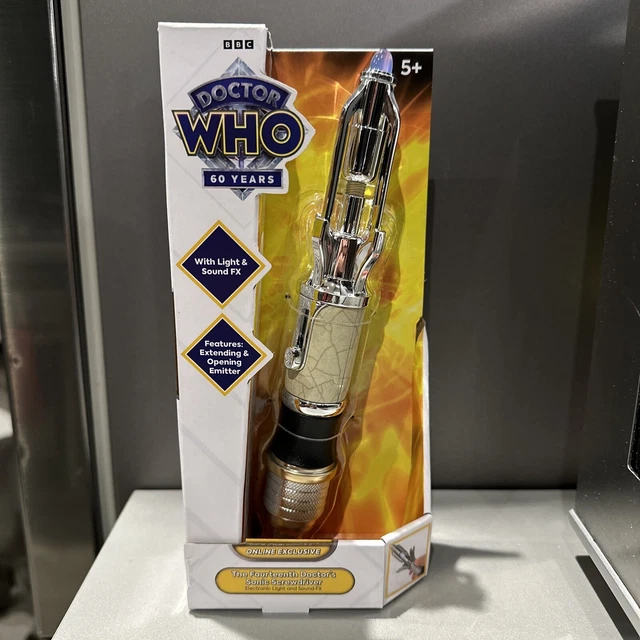 BBC
5+
DOCTOR
WHO
60 YEARS
With Light &
Sound FX
Features:
Extending &
Opening
Emitter
ONLINE EXCLUSIVE
The Fourteenth Doctor's
Sonic Screwdriver
Electronic Light and Sound FX